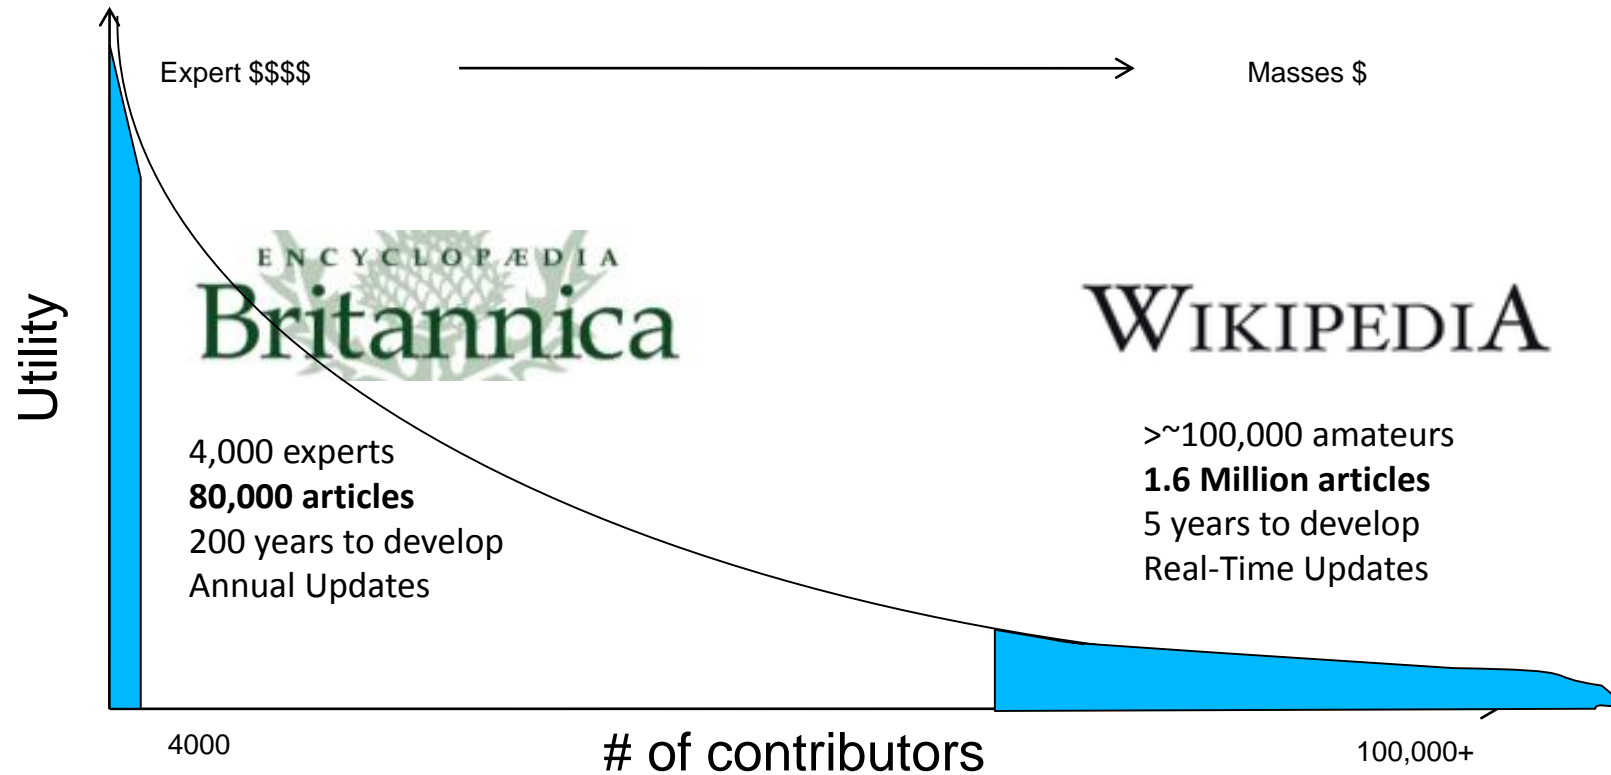 Expert $$$$
Masses $
ENCYCLOPÆDIA
Britannica
WIKIPEDIA
Utility
4,000 experts
80,000 articles
200 years to develop
Annual Updates
>~100,000 amateurs
1.6 Million articles
5 years to develop
Real-Time Updates
4000
# of contributors
100,000+